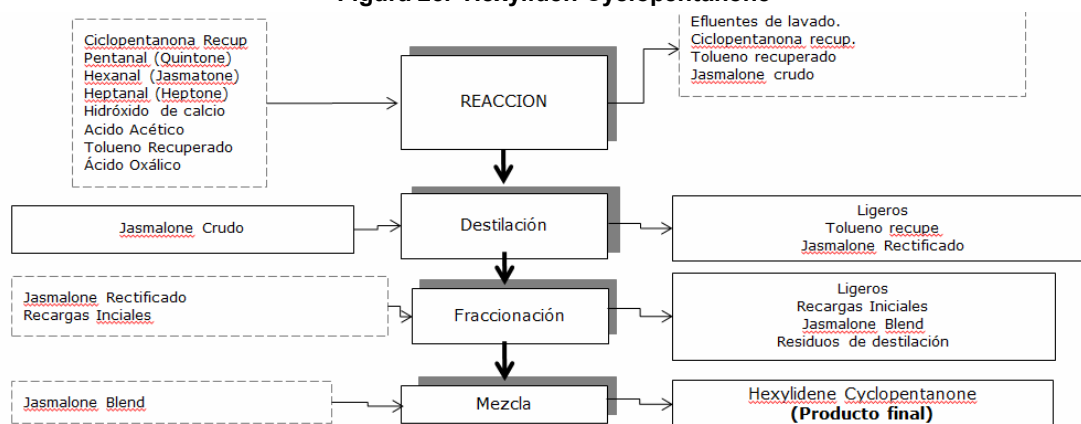 Figura 20. Hexyliden Cyclopentanone
Ciclopentanona Recup
Pentanal (Quintone)
Hexanal (Jasmatone)
Heptanal (Heptone)
Hidróxido de calcio
Acido Acético
Tolueno Recuperado
Ácido Oxálico
REACCION
Efluentes de lavado.
Ciclopentanona recup.
Tolueno recuperado
Jasmalone crudo
Jasmalone Crudo
Destilación
Ligeros
Tolueno recupe
Jasmalone Rectificado
Jasmalone Rectificado
Recargas Inciales
Fraccionación
Ligeros
Recargas Iniciales
Jasmalone Blend
Residuos de destilación
Jasmalone Blend
Mezcla
Hexylidene Cyclopentanone
(Producto final)